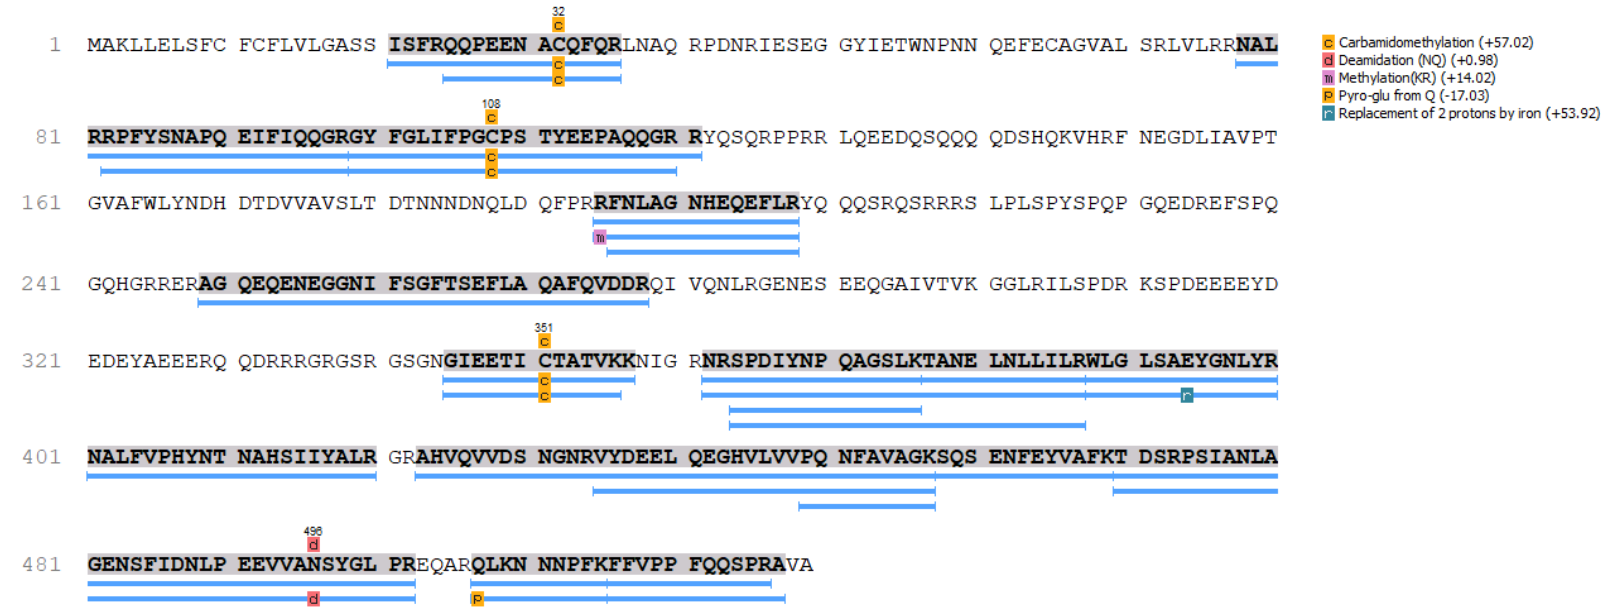 32
c
1 MAKLLELSFC FCFLVLGASS ISFRQQPEEN ACQFQRLNAQ RPDNRIESEG GYIETWNPNN QEFECAGVAL SRLVLRRNAL
c
c
108
c
81 RRPFYSNAPQ EIFIQQGRGY FGLIFPGCPS TYEEPAQQGR RYQSQRPPRR LQEEDQSQQQ QDSHQKVHRF NEGDLIAVPT
c
c
161 GVAFWLYNDH DTDVVAVSLT DTNNNDNQLD QFPRRFNLAG NHEQEFLRYQ QQSRQSRRRS LPLSPYSPQP GQEDREFSPQ
m
241 GQHGRRERAG QEQENEGGNI FSGFTSEFLA QAFQVDDRQI VQNLRGENES EEQGAIVTVK GGLRILSPDR KSPDEEEEYD
351
c
321 EDEYAEEERQ QDRRRGRGSR GSGNGIEETI CTATVKKNIG RNRSPDIYNP QAGSLKTANE LNLLILRWLG LSAEYGNLYR
c
c r
401 NALFVPHYNT NAHSIIYALR GRAHVQVVDS NGNRVYDEEL QEGHVLVVPQ NFAVAGKSQS ENFEYVAFKT DSRPSIANLA
496
d
481 GENSFIDNLP EEVVANSYGL PREQARQLKN NNPFKFFVPP FQQSPRAVA
d p
c Carbamidomethylation (+57.02)
d Deamidation (NQ) (+0.98)
m Methylation(KR) (+14.02)
p Pyro-glu from Q (-17.03)
r Replacement of 2 protons by iron (+53.92)